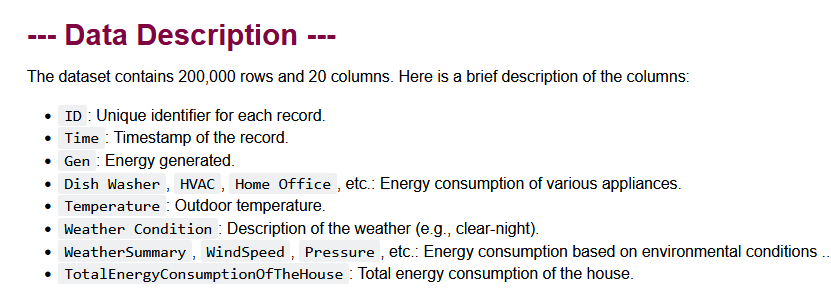 --- Data Description ---
The dataset contains 200,000 rows and 20 columns. Here is a brief description of the columns:
• ID : Unique identifier for each record.
• Time : Timestamp of the record.
• Gen : Energy generated.
• Dish Washer , HVAC , Home Office , etc.: Energy consumption of various appliances.
• Temperature : Outdoor temperature.
• Weather Condition : Description of the weather (e.g., clear-night).
• WeatherSummary , WindSpeed , Pressure , etc.: Energy consumption based on environmental conditions ..
• TotalEnergyConsumptionOfTheHouse : Total energy consumption of the house.